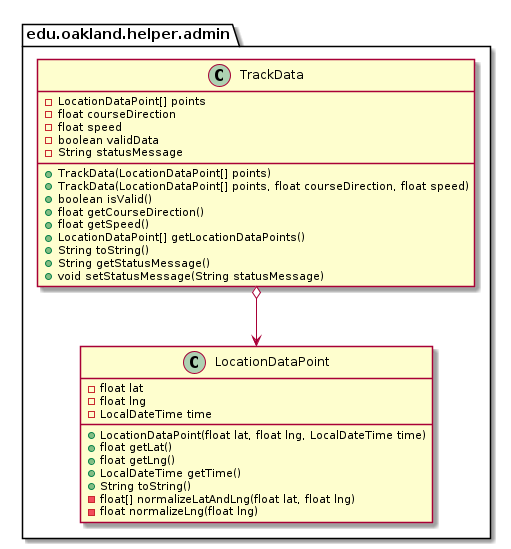 edu.oakland.helper.admin
C TrackData
LocationDataPoint[] points
float courseDirection
float speed
boolean validData
String statusMessage
TrackData(LocationDataPoint[] points)
TrackData(LocationDataPoint[] points, float courseDirection, float speed)
boolean isValid()
float getCourseDirection()
float getSpeed()
LocationDataPoint[] getLocationDataPoints()
String toString()
String getStatusMessage()
void setStatusMessage(String statusMessage)
C LocationDataPoint
float lat
float lng
LocalDateTime time
LocationDataPoint(float lat, float lng, LocalDateTime time)
float getLat()
float getLng()
LocalDateTime getTime()
String toString()
float[] normalizeLatAndLng(float lat, float lng)
float normalizeLng(float lng)